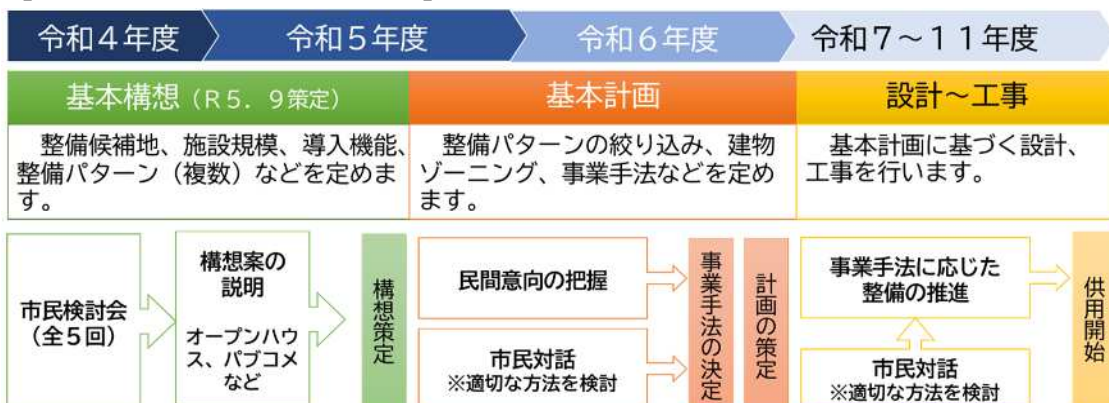 令和４年度
令和５年度
令和６年度
令和７～１１年度
基本構想（Ｒ５．９策定）
基本計画
設計～工事
整備候補地、施設規模、導入機能、
整備パターン（複数）などを定めま
す。
整備パターンの絞り込み、建物
ゾーニング、事業手法などを定め
ます。
基本計画に基づく設計、
工事を行います。
市民検討会
（全５回）
構想案の
説明
オープンハウ
ス、パブコメ
など
構想策定
民間意向の把握
市民対話
※適切な方法を検討
事業手法の決定
計画の策定
事業手法に応じた
整備の推進
市民対話
※適切な方法を検討
供用開始